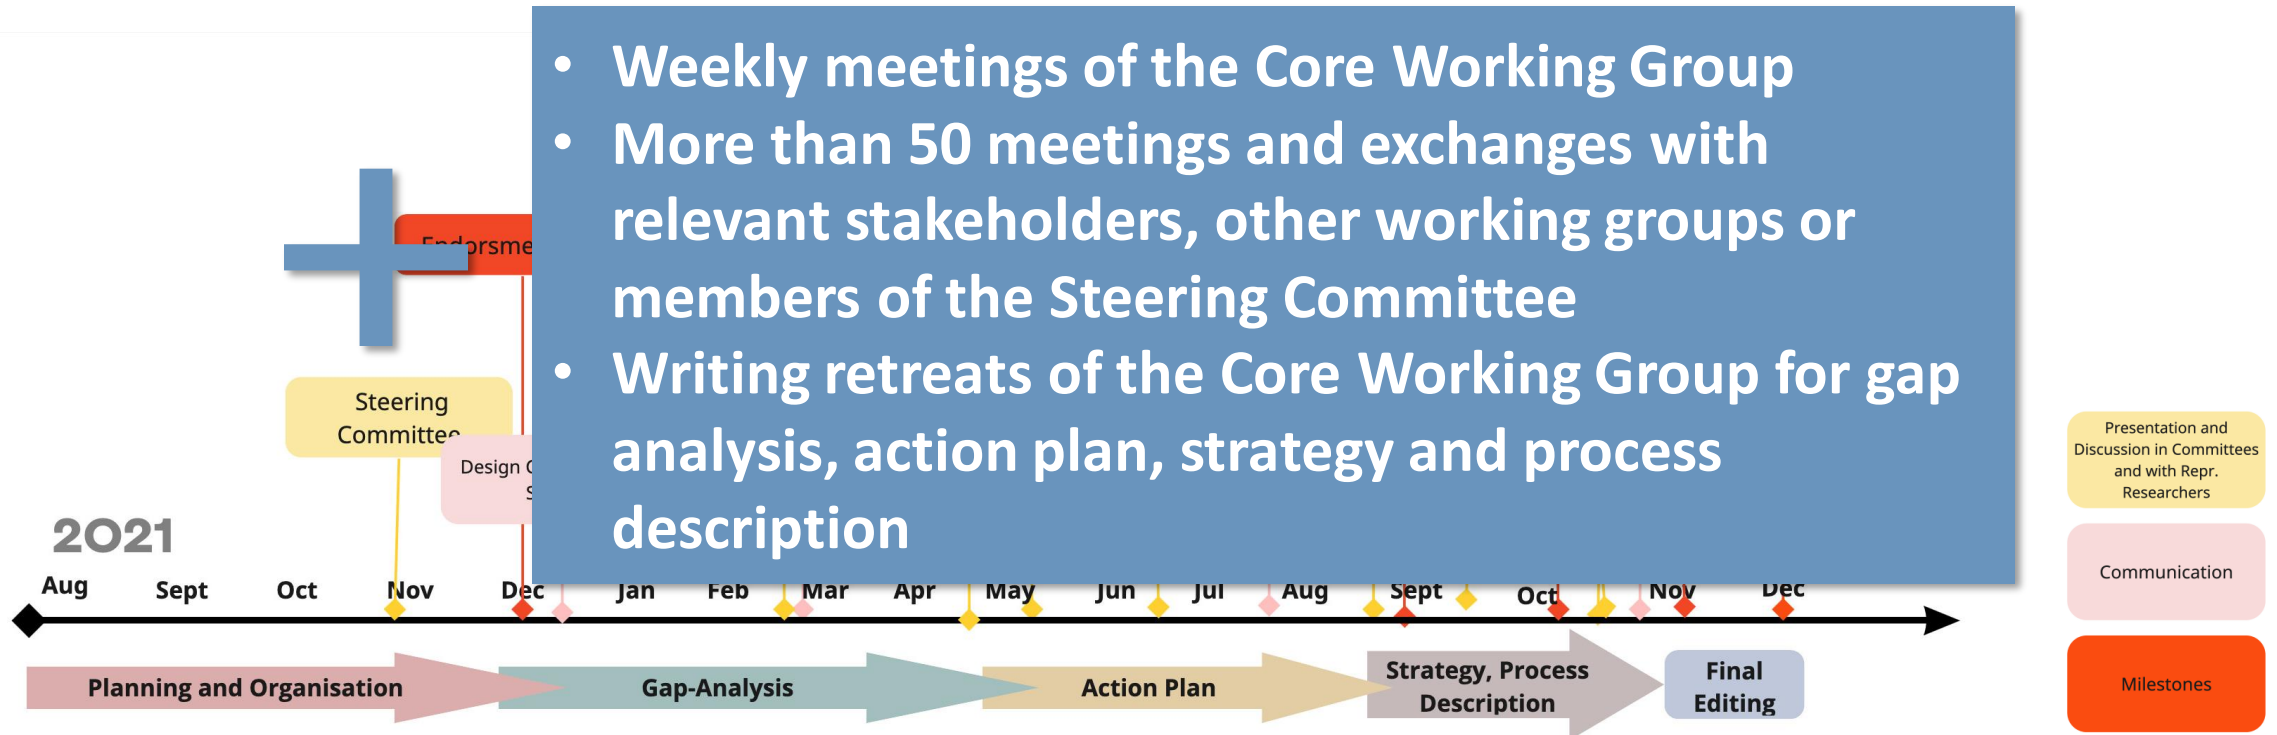 • Weekly meetings of the Core Working Group
• More than 50 meetings and exchanges with
relevant stakeholders, other working groups or
members of the Steering Committee
• Writing retreats of the Core Working Group for gap
analysis, action plan, strategy and process
description
Steering
Committee
Design
2021
Aug Sept Oct Nov Dec Jan Feb Mar Apr May Jun Jul Aug Sept Oct Nov Dec
Planning and Organisation
Gap-Analysis
Action Plan
Strategy, Process
Description
Final
Editing
Presentation and
Discussion in Committees
and with Repr.
Researchers
Communication
Milestones